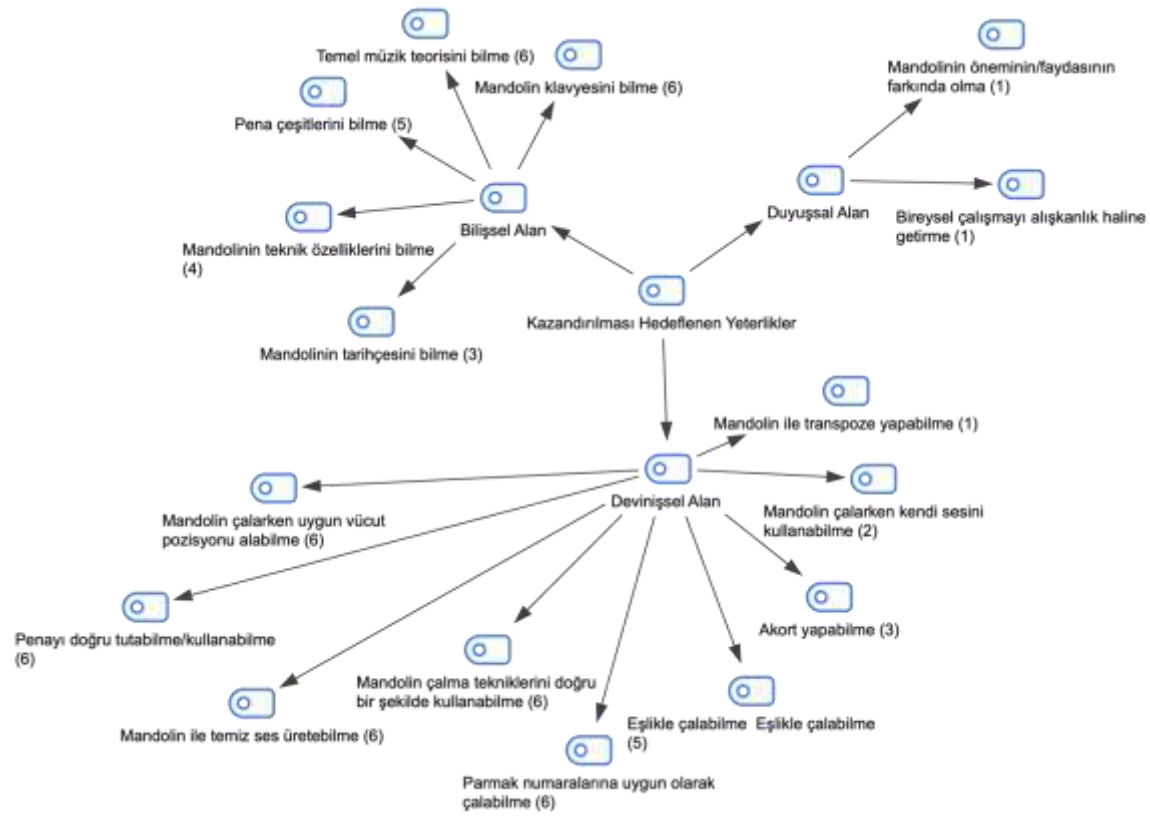 Temel müzik teorisini bilme (6)
Mandolin klavyesini bilme (6)
Pena çeşitlerini bilme (5)
Mandolinin öneminin/faydasının
farkında olma (1)
Bilişsel Alan
Duyuşsal Alan
Bireysel çalışmayı alışkanlık haline
getirme (1)
Mandolinin teknik özelliklerini bilme
(4)
Kazandırılması Hedeflenen Yeterlikler
Mandolinin tarihçesini bilme (3)
Mandolin ile transpoze yapabilme (1)
Devinişsel Alan
Mandolin çalarken kendi sesini
kullanabilme (2)
Mandolin çalarken uygun vücut
pozisyonu alabilme (6)
Akort yapabilme (3)
Penayı doğru tutabilme/kullanabilme
(6)
Mandolin çalma tekniklerini doğru
bir şekilde kullanabilme (6)
Eşlikle çalabilme Eşlikle çalabilme
(5)
Mandolin ile temiz ses üretebilme (6)
Parmak numaralarına uygun olarak
çalabilme (6)